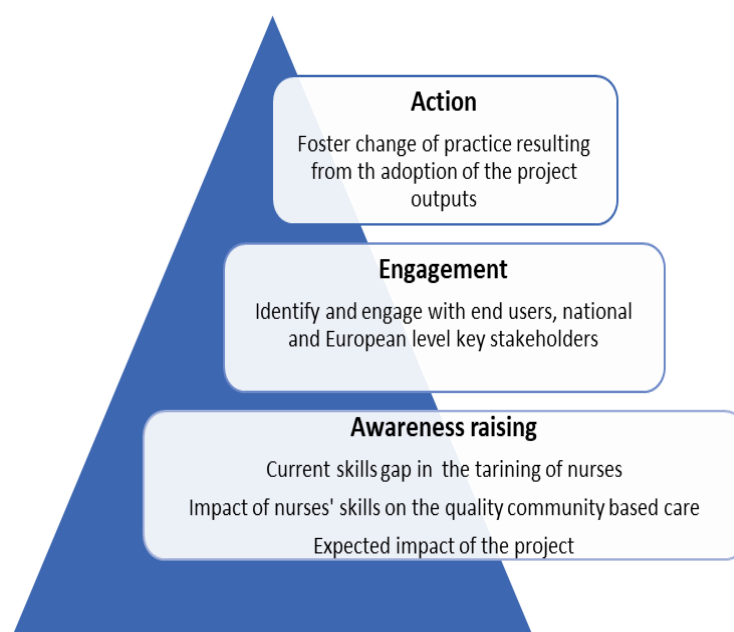 Action
Foster change of practice resulting
from th adoption of the project
outputs
Engagement
Identify and engage with end users, national
and European level key stakeholders
Awareness raising
Current skills gap in the tarining of nurses
Impact of nurses' skills on the quality community based care
Expected impact of the project